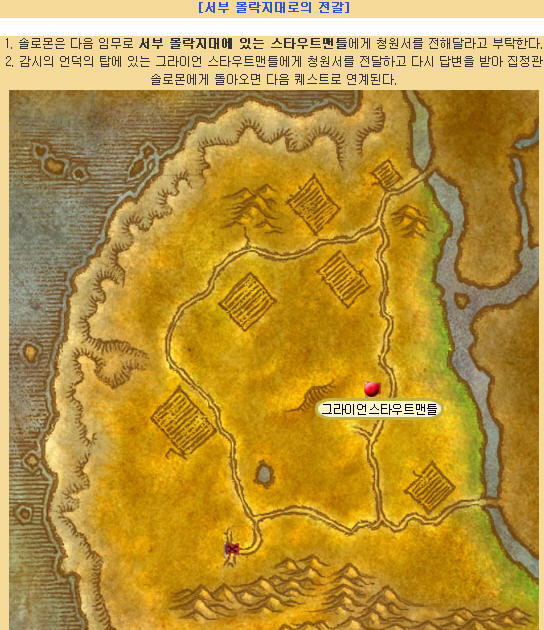 [서부 몰락지대로의 전갈]
1. 솔로몬은 다음 임무로 서부 몰락지대에 있는 스타우트맨틀에게 청원서를 전해달라고 부탁한다.
2. 감시의 언덕의 탑에 있는 그라이언 스타우트맨틀에게 청원서를 전달하고 다시 답변을 받아 집정관
솔로몬에게 돌아오면 다음 퀘스트로 연계된다.
그라이언스타우트맨틀